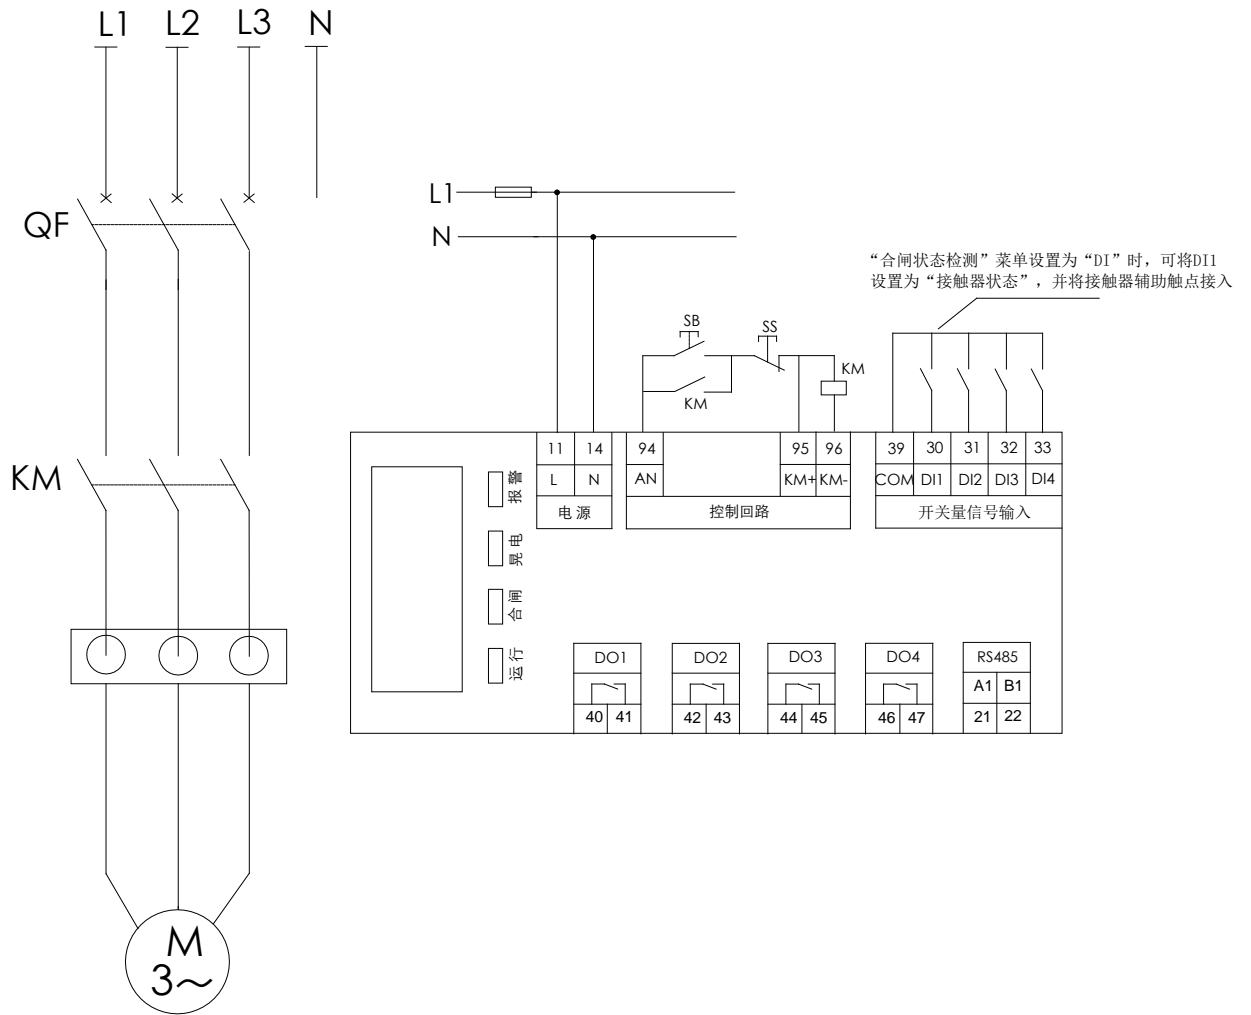 L1 L2 L3 N
QF
KM
M
3～
L1
N
“合闸状态检测”菜单设置为“DI”时，可将DI1
设置为“接触器状态”，并将接触器辅助触点接入
SB
SS
KM
KM
11 14 94 95 96 39 30 31 32 33
L N AN KM+ KM- COM DI1 DI2 DI3 DI4
电源 控制回路 开关量信号输入
报警
晃电
合闸
运行
DO1 DO2 DO3 DO4 RS485
A1 B1
40 41 42 43 44 45 46 47 21 22